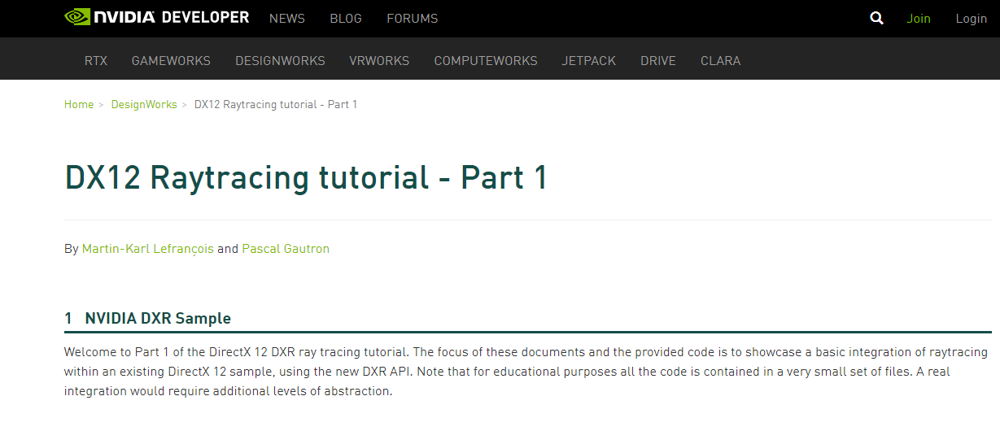 NVIDIA DEVELOPER NEWS BLOG FORUMS Join Login
RTX GAMEWORKS DESIGNWORKS VRWORKS COMPUTEWORKS JETPACK DRIVE CLARA
Home > DesignWorks > DX12 Raytracing tutorial - Part 1
DX12 Raytracing tutorial - Part 1
By Martin-Karl Lefrançois and Pascal Gautron
1 NVIDIA DXR Sample
Welcome to Part 1 of the DirectX 12 DXR ray tracing tutorial. The focus of these documents and the provided code is to showcase a basic integration of raytracing
within an existing DirectX 12 sample, using the new DXR API. Note that for educational purposes all the code is contained in a very small set of files. A real
integration would require additional levels of abstraction.